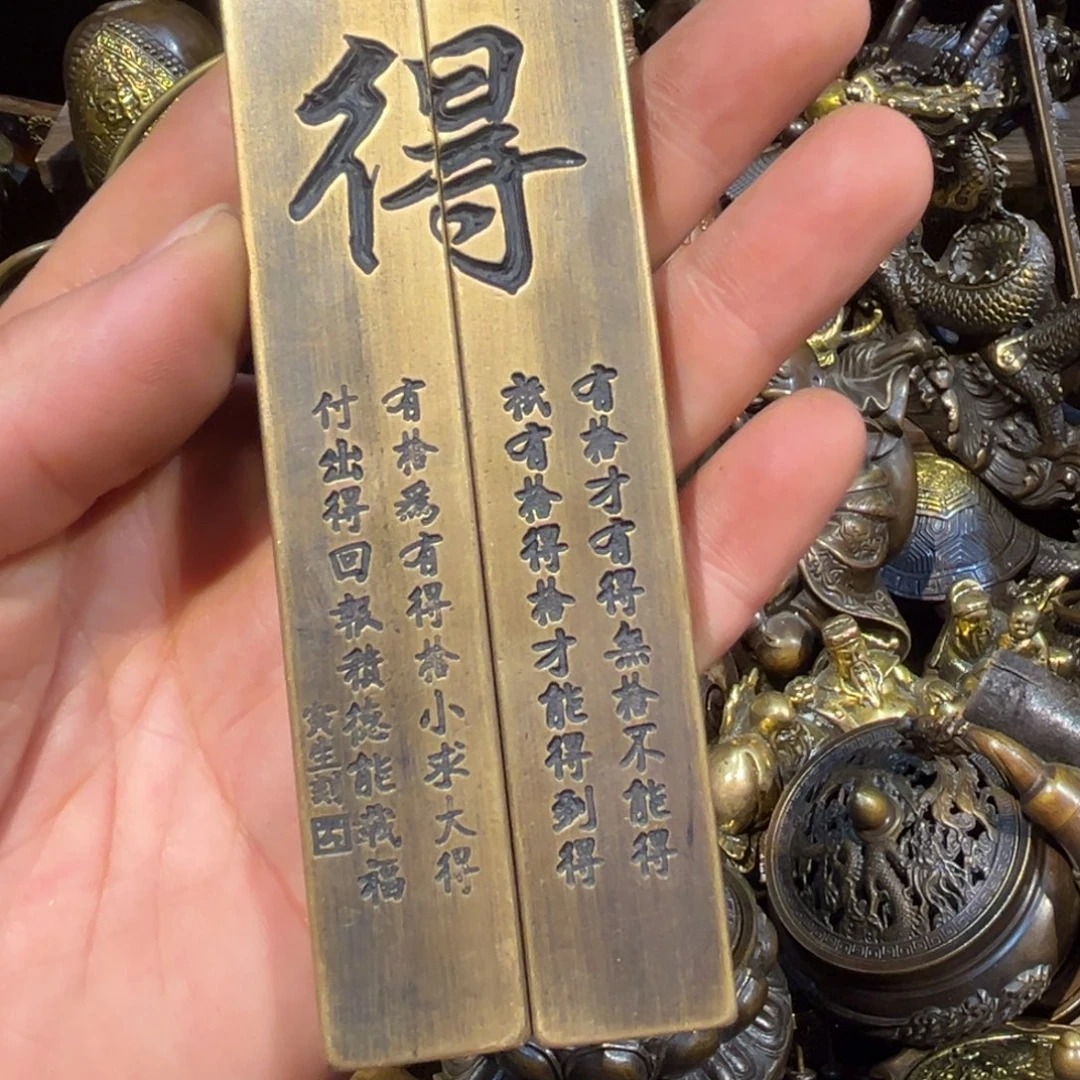 得
有捨才有得無捨不能得
祇有捨得捨才能得到得
有捨為有得捨小求大得
付出得回報積德能載福
寅生刻